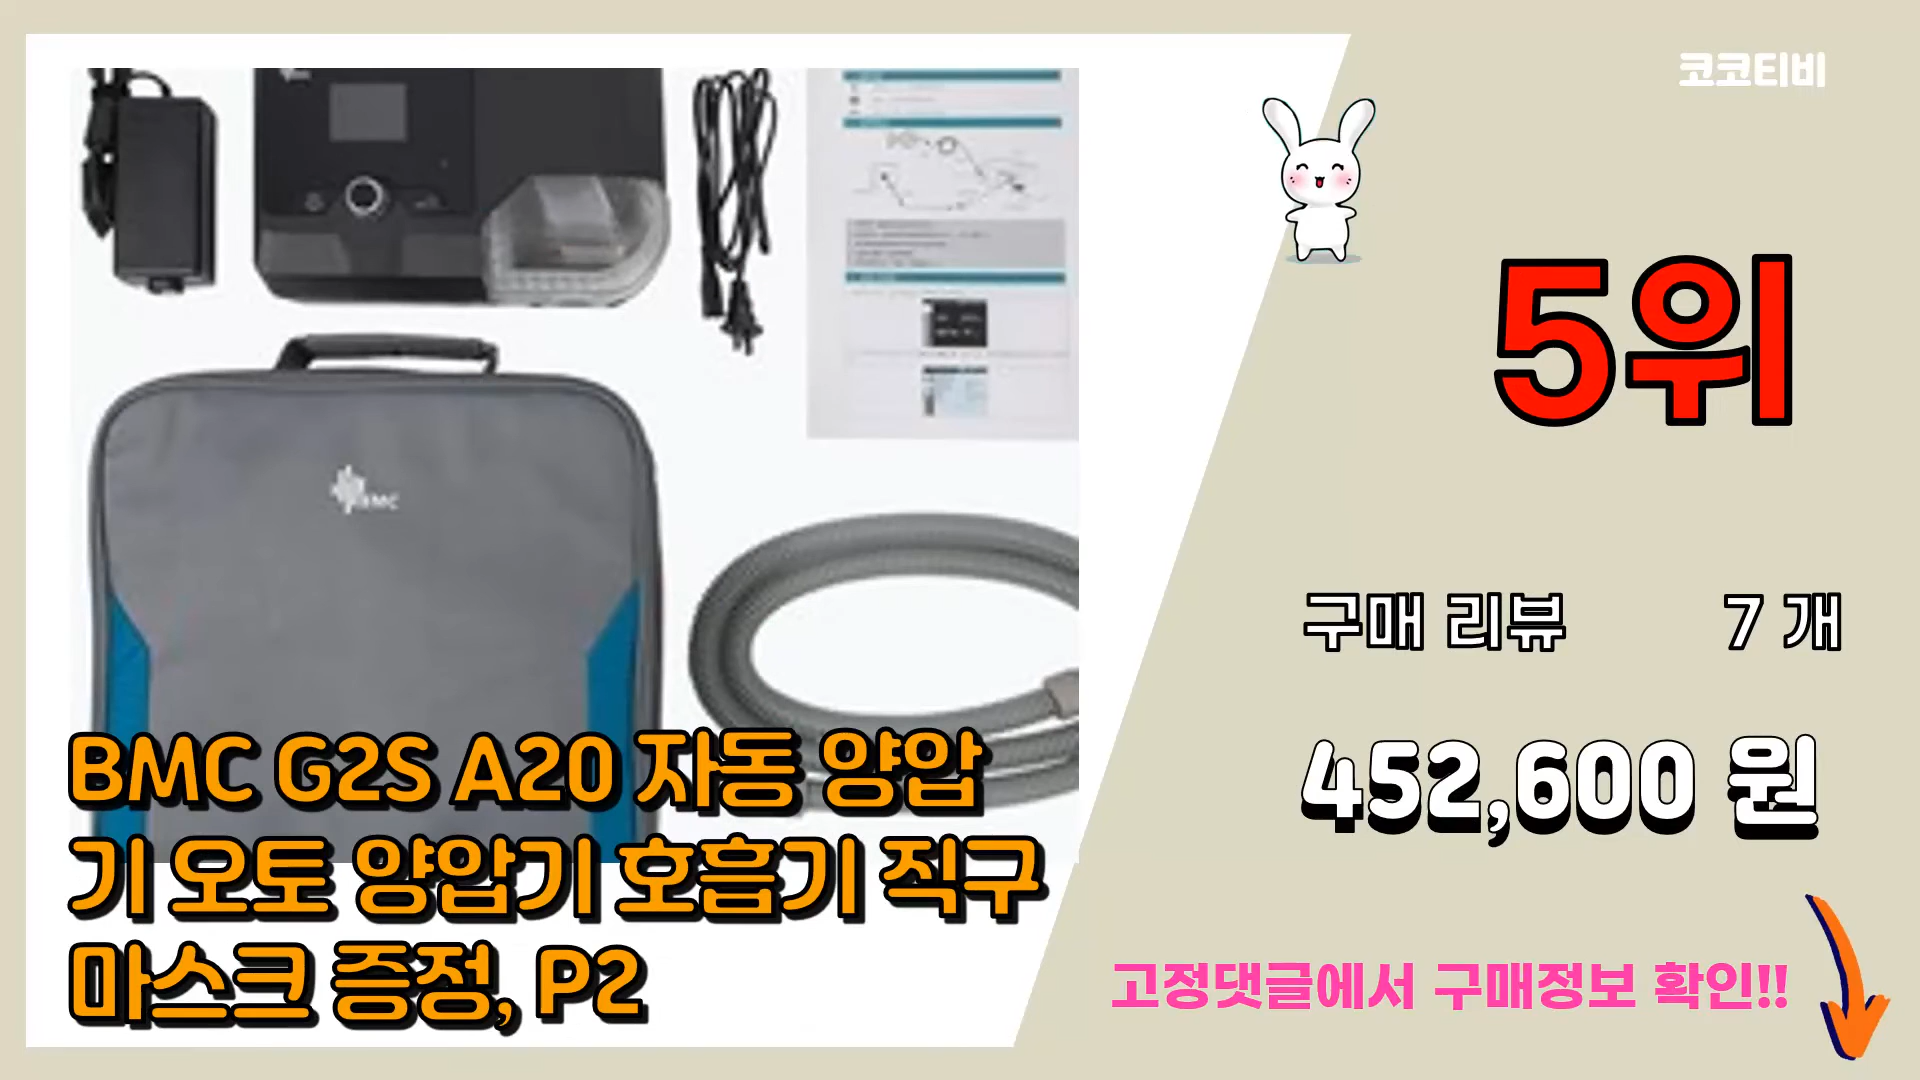 코코티비
5위
BMC
구매 리뷰 7 개
452,600 원
BMC G2S A20 자동 양압
기 오토 양압기 호흡기 직구
마스크 증정, P2
고정댓글에서 구매정보 확인!!